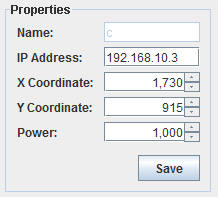 Properties
Name: c
IP Address: 192.168.10.3
X Coordinate: 1,730
Y Coordinate: 915
Power: 1,000
Save